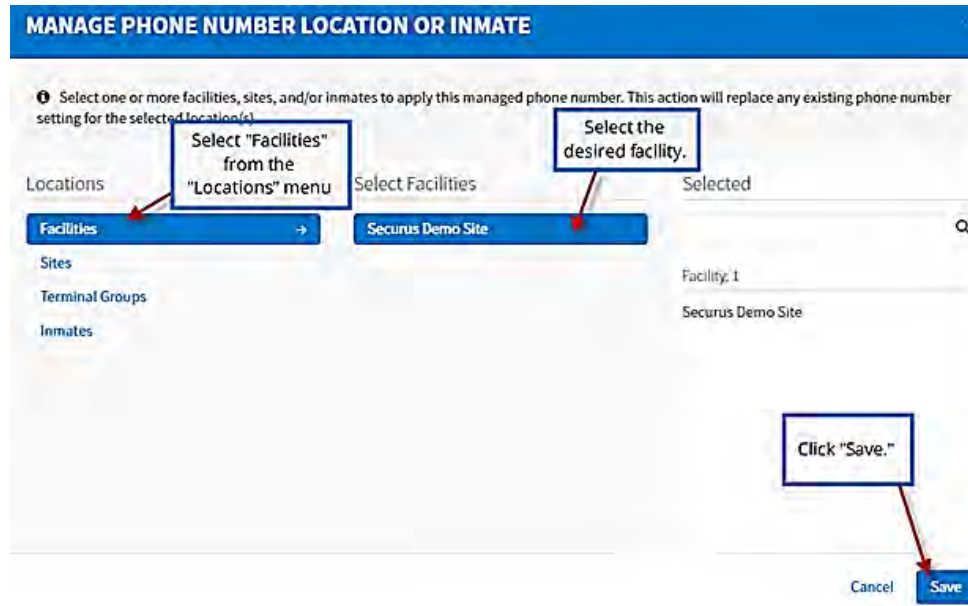 MANAGE PHONE NUMBER LOCATION OR INMATE
Select one or more facilities, sites, and/or inmates to apply this managed phone number. This action will replace any existing phone number
setting for the selected location(s)
Select "Facilities"
from the
"Locations" menu
Select the
desired facility.
Locations
Select Facilities
Selected
Facilities →
Securus Demo Site
Sites
Terminal Groups
Inmates
Facility: 1
Securus Demo Site
Click "Save."
Cancel
Save